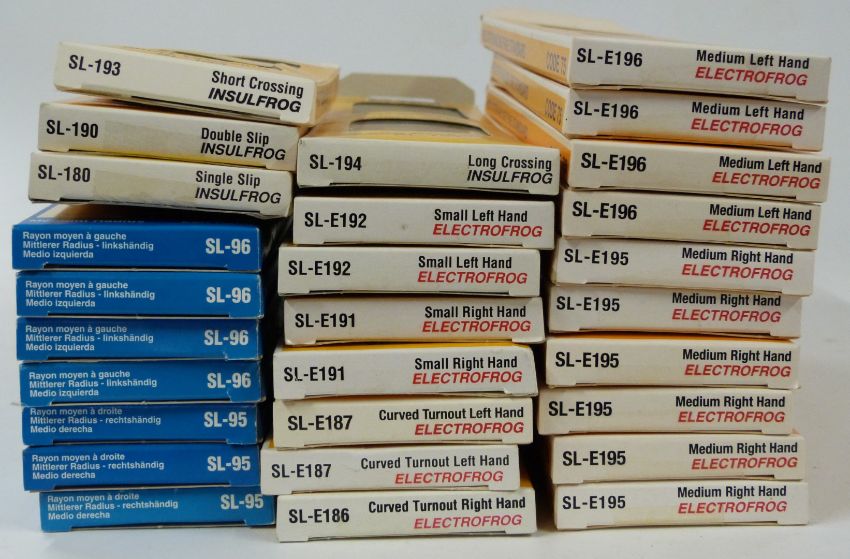 SL-193
Short Crossing
INSULFROG
SL-190
Double Slip
INSULFROG
SL-180
Single Slip
INSULFROG
Rayon moyen à gauche
Mittlerer Radius - linkshändig
Medio izquierda
SL-96
Rayon moyen à gauche
Mittlerer Radius - linkshändig
Medio izquierda
SL-96
Rayon moyen à gauche
Mittlerer Radius - linkshändig
Medio izquierda
SL-96
Rayon moyen à gauche
Mittlerer Radius - linkshändig
Medio izquierda
SL-96
Rayon moyen à droite
Mittlerer Radius - rechtshändig
Medio derecha
SL-95
Rayon moyen à droite
Mittlerer Radius - rechtshändig
Medio derecha
SL-95
Rayon moyen à droite
Mittlerer Radius - rechtshändig
Medio derecha
SL-95
SL-194
Long Crossing
INSULFROG
SL-E192
Small Left Hand
ELECTROFROG
SL-E192
Small Left Hand
ELECTROFROG
SL-E191
Small Right Hand
ELECTROFROG
SL-E191
Small Right Hand
ELECTROFROG
SL-E187
Curved Turnout Left Hand
ELECTROFROG
SL-E187
Curved Turnout Left Hand
ELECTROFROG
SL-E186
Curved Turnout Right Hand
ELECTROFROG
CODE 75
SL-E196
Medium Left Hand
ELECTROFROG
CODE 75
SL-E196
Medium Left Hand
ELECTROFROG
SL-E196
Medium Left Hand
ELECTROFROG
SL-E196
Medium Left Hand
ELECTROFROG
SL-E195
Medium Right Hand
ELECTROFROG
SL-E195
Medium Right Hand
ELECTROFROG
SL-E195
Medium Right Hand
ELECTROFROG
SL-E195
Medium Right Hand
ELECTROFROG
SL-E195
Medium Right Hand
ELECTROFROG
SL-E195
Medium Right Hand
ELECTROFROG